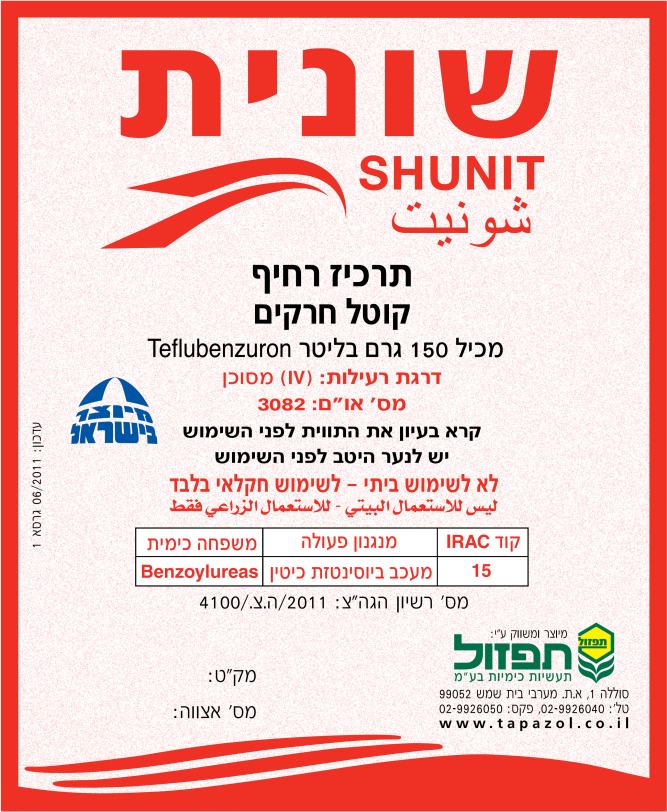 שונית
SHUNIT
شونيت
תרכיז רחיף
קוטל חרקים
מכיל 150 גרם בליטר Teflubenzuron
דרגת רעילות: (IV) מסוכן
מס׳ או״ם: 3082
קרא בעיון את התווית לפני השימוש
יש לנער היטב לפני השימוש
לא לשימוש ביתי – לשימוש חקלאי בלבד
ليس للاستعمال البيتي - للاستعمال الزراعي فقط
מיוצר
בישראל
עדכון: 06/2011 גרסא 1
קוד IRAC מנגנון פעולה משפחה כימית
15 מעכב ביוסינטזת כיטין Benzoylureas
מס׳ רשיון הגה״צ: 2011/ה.צ./4100
מיוצר ומשווק ע״י:
תפזול
תפזול
תעשיות כימיות בע״מ
סוללה 1, א.ת. מערבי בית שמש 99052
טל׳: 02-9926040, פקס: 02-9926050
www.tapazol.co.il
מק״ט:
מס׳ אצווה: